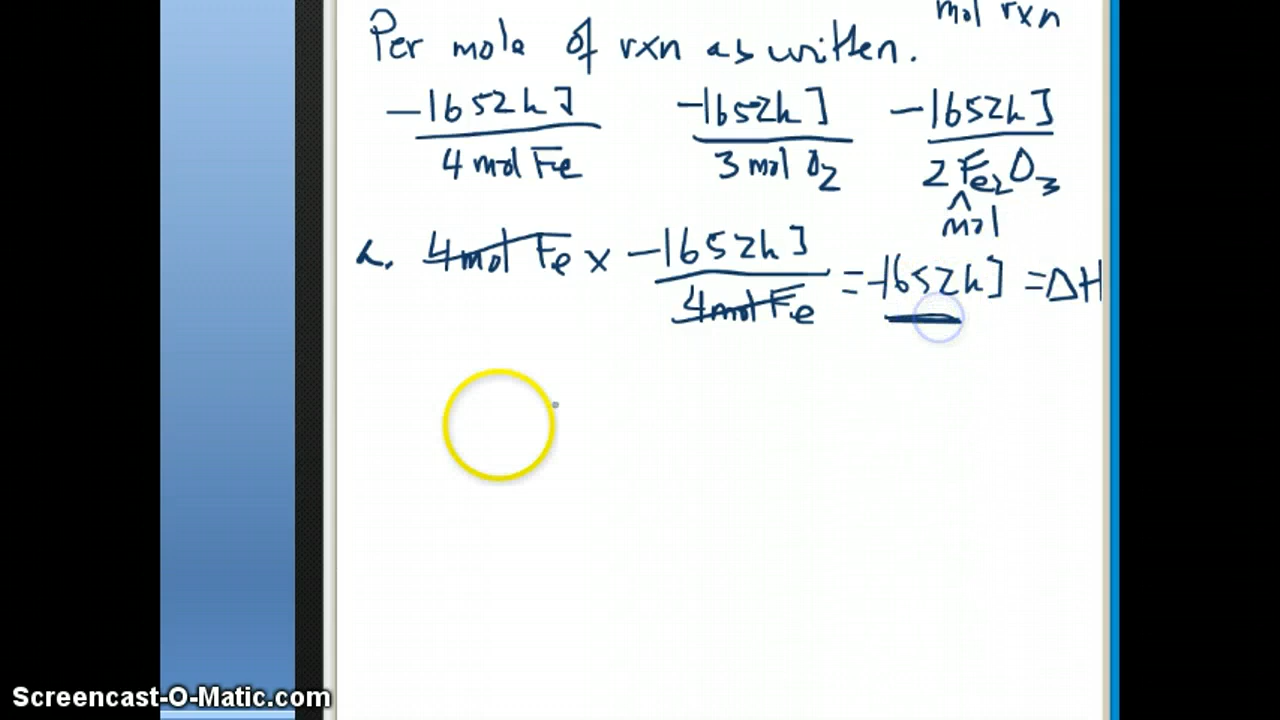 mol rxn
Per mole of rxn as written.
-1652kJ / 4 mol Fe -1652kJ / 3 mol O2 -1652kJ / 2 Fe2O3
^ mol
a. 4mol Fe x -1652kJ / 4mol Fe = -1652kJ = ΔH
Screencast-O-Matic.com